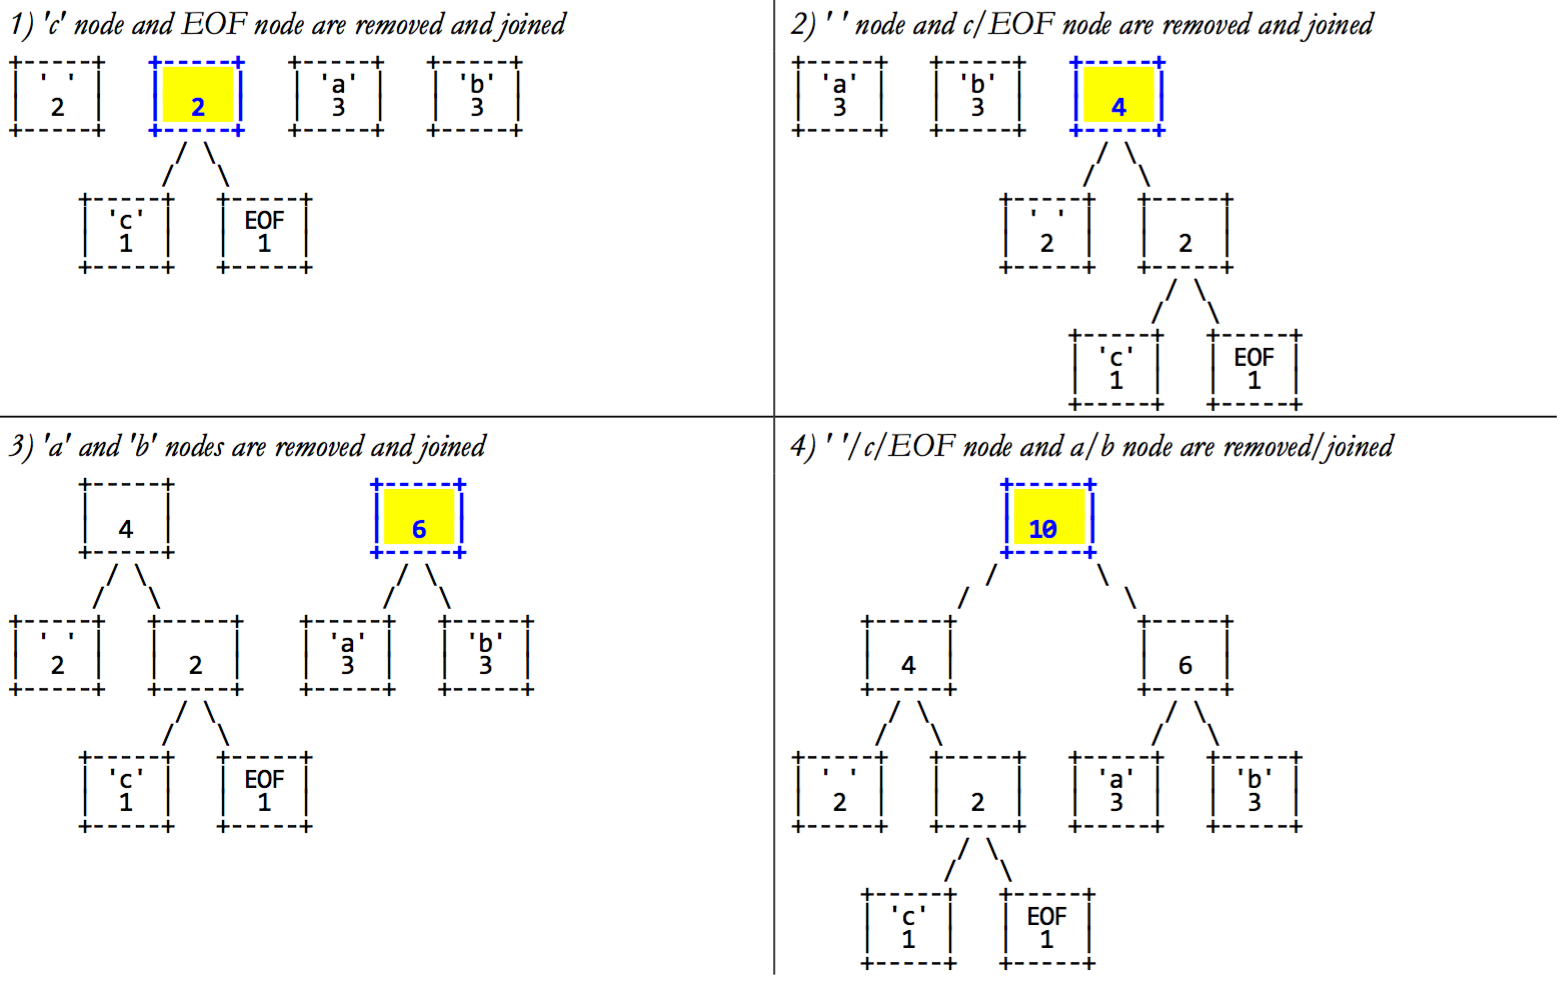 1) 'c' node and EOF node are removed and joined
+-----+   +-----+   +-----+   +-----+
| ' ' |   |     |   | 'a' |   | 'b' |
|  2  |   |  2  |   |  3  |   |  3  |
+-----+   +-----+   +-----+   +-----+
            / \
           /   \
     +-----+   +-----+
     | 'c' |   | EOF |
     |  1  |   |  1  |
     +-----+   +-----+
2) ' ' node and c/EOF node are removed and joined
+-----+   +-----+   +-----+
| 'a' |   | 'b' |   |     |
|  3  |   |  3  |   |  4  |
+-----+   +-----+   +-----+
                      / \
                     /   \
               +-----+   +-----+
               | ' ' |   |     |
               |  2  |   |  2  |
               +-----+   +-----+
                           / \
                          /   \
                    +-----+   +-----+
                    | 'c' |   | EOF |
                    |  1  |   |  1  |
                    +-----+   +-----+
3) 'a' and 'b' nodes are removed and joined
     +-----+              +-----+
     |     |              |     |
     |  4  |              |  6  |
     +-----+              +-----+
       / \                  / \
      /   \                /   \
+-----+   +-----+    +-----+   +-----+
| ' ' |   |     |    | 'a' |   | 'b' |
|  2  |   |  2  |    |  3  |   |  3  |
+-----+   +-----+    +-----+   +-----+
            / \
           /   \
     +-----+   +-----+
     | 'c' |   | EOF |
     |  1  |   |  1  |
     +-----+   +-----+
4) ' '/c/EOF node and a/b node are removed/joined
               +-----+
               |     |
               | 10  |
               +-----+
              /       \
            /           \
     +-----+             +-----+
     |     |             |     |
     |  4  |             |  6  |
     +-----+             +-----+
       / \                 / \
      /   \               /   \
+-----+   +-----+   +-----+   +-----+
| ' ' |   |     |   | 'a' |   | 'b' |
|  2  |   |  2  |   |  3  |   |  3  |
+-----+   +-----+   +-----+   +-----+
            / \
           /   \
     +-----+   +-----+
     | 'c' |   | EOF |
     |  1  |   |  1  |
     +-----+   +-----+